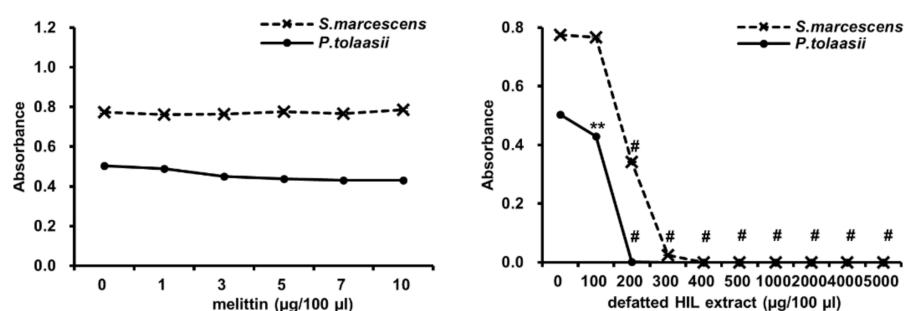 S.marcescens
P.tolaasii
1.2
1.0
0.8
0.6
0.4
0.2
0.0
Absorbance
0 1 3 5 7 10
melittin (µg/100 µl)
S.marcescens
P.tolaasii
0.8
0.6
0.4
0.2
0.0
Absorbance
**
#
# # # # # # # #
0 100 200 300 400 500 1000 2000 4000 5000
defatted HIL extract (µg/100 µl)